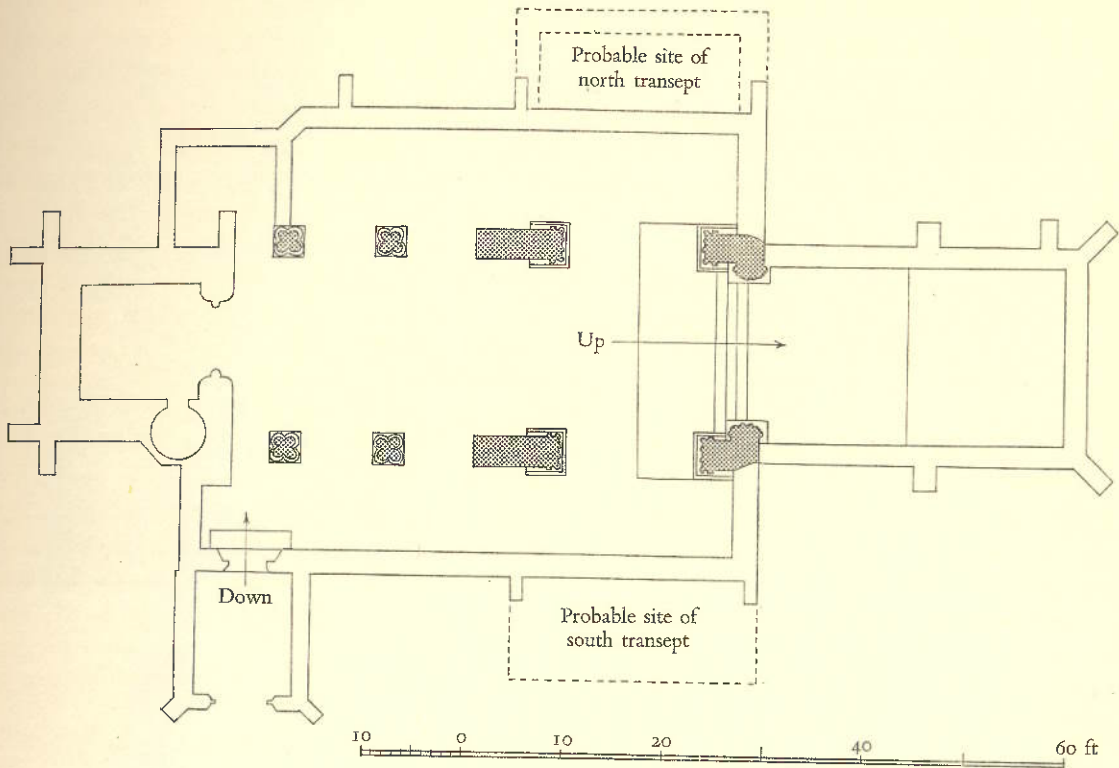 Probable site of
north transept
Up
Down
Probable site of
south transept
10 0 10 20 40 60 ft